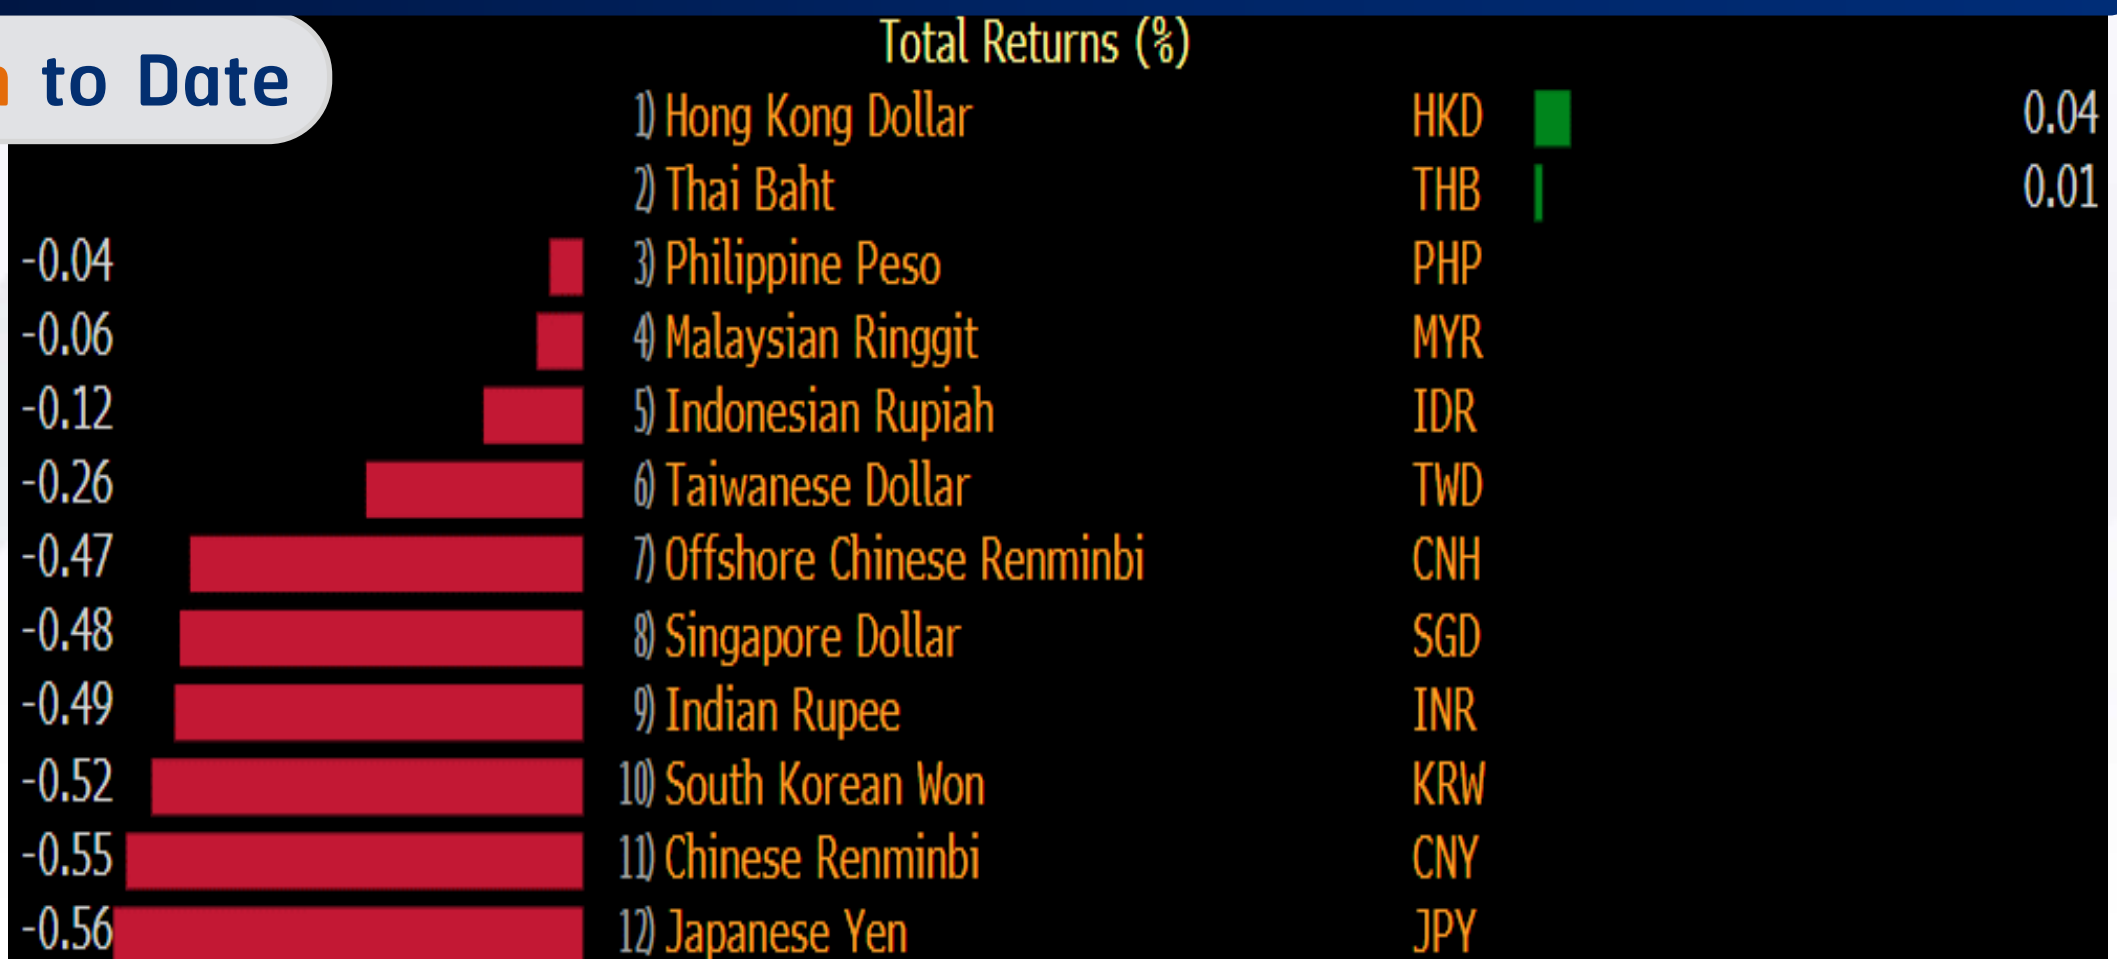 to Date
Total Returns (%)
1) Hong Kong Dollar HKD 0.04
2) Thai Baht THB 0.01
-0.04 3) Philippine Peso PHP
-0.06 4) Malaysian Ringgit MYR
-0.12 5) Indonesian Rupiah IDR
-0.26 6) Taiwanese Dollar TWD
-0.47 7) Offshore Chinese Renminbi CNH
-0.48 8) Singapore Dollar SGD
-0.49 9) Indian Rupee INR
-0.52 10) South Korean Won KRW
-0.55 11) Chinese Renminbi CNY
-0.56 12) Japanese Yen JPY